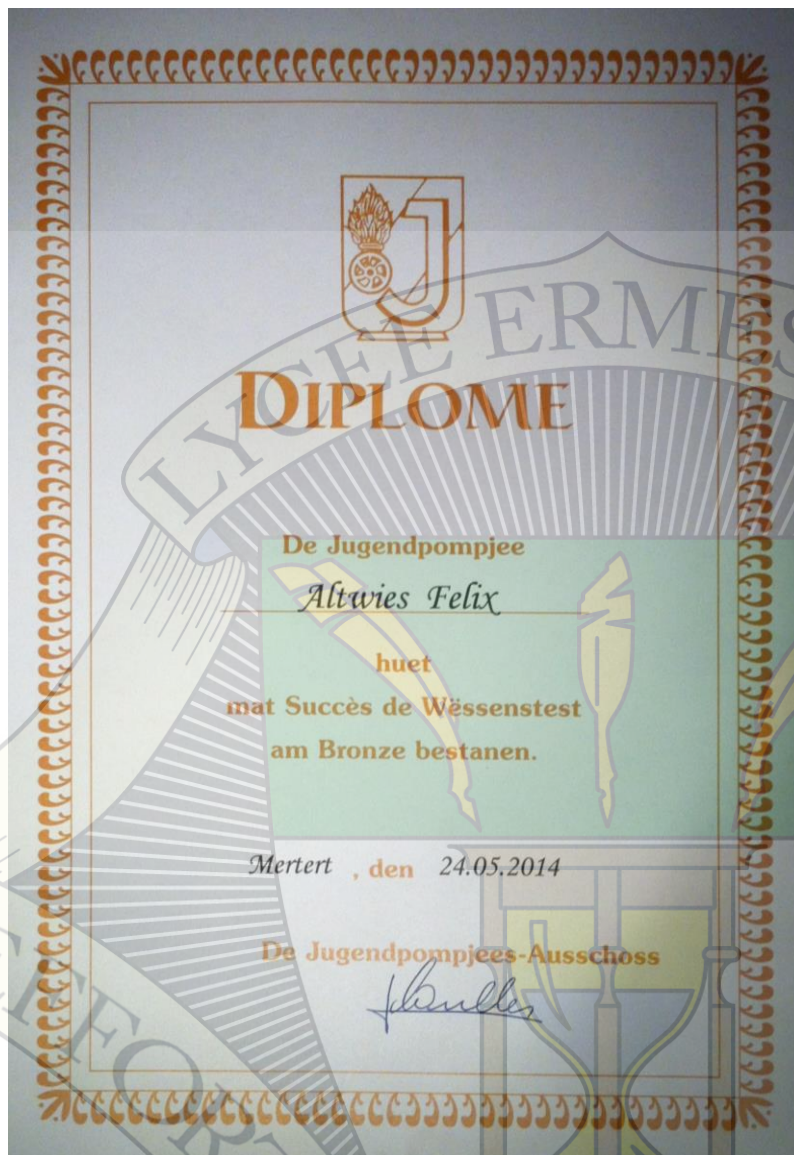 J
LYCEE ERMES
DIPLOME
De Jugendpompjee
Altwies Felix
huet
mat Succès de Wëssenstest
am Bronze bestanen.
Mertert , den 24.05.2014
De Jugendpompjees-Ausschoss
EFFORT